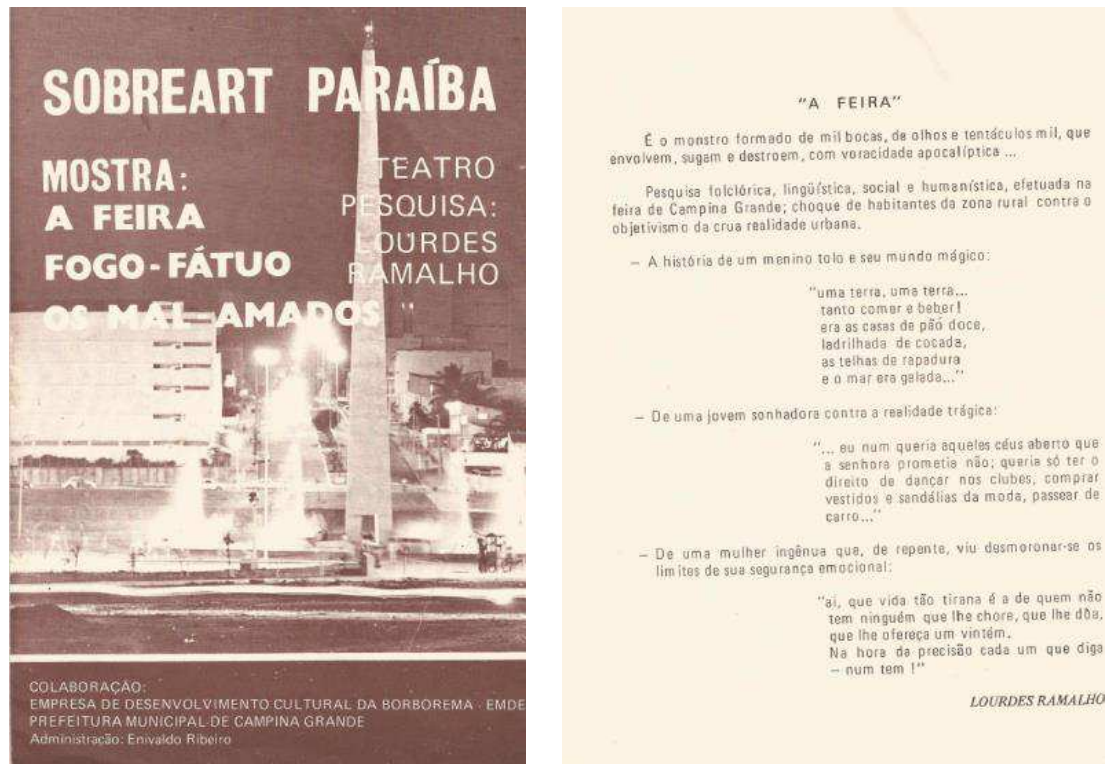 SOBREART PARAÍBA
MOSTRA:
A FEIRA
FOGO-FÁTUO
OS MAL-AMADOS "
TEATRO
PESQUISA:
LOURDES
RAMALHO
COLABORAÇÃO:
EMPRESA DE DESENVOLVIMENTO CULTURAL DA BORBOREMA - EMDE
PREFEITURA MUNICIPAL DE CAMPINA GRANDE
Administração: Enivaldo Ribeiro
"A FEIRA"
É o monstro formado de mil bocas, de olhos e tentáculos mil, que
envolvem, sugam e destroem, com voracidade apocalíptica ...
Pesquisa folclórica, lingüística, social e humanística, efetuada na
feira de Campina Grande; choque de habitantes da zona rural contra o
objetivismo da crua realidade urbana.
— A história de um menino tolo e seu mundo mágico:
"uma terra, uma terra...
tanto comer e beber!
era as casas de pão doce,
ladrilhada de cocada,
as telhas de rapadura
e o mar era gelada..."
— De uma jovem sonhadora contra a realidade trágica:
"... eu num queria aqueles céus aberto que
a senhora prometia não; queria só ter o
direito de dançar nos clubes, comprar
vestidos e sandálias da moda, passear de
carro..."
— De uma mulher ingênua que, de repente, viu desmoronar-se os
limites de sua segurança emocional:
"ai, que vida tão tirana é a de quem não
tem ninguém que lhe chore, que lhe dôa,
que lhe ofereça um vintém.
Na hora da precisão cada um que diga
— num tem !"
LOURDES RAMALHO